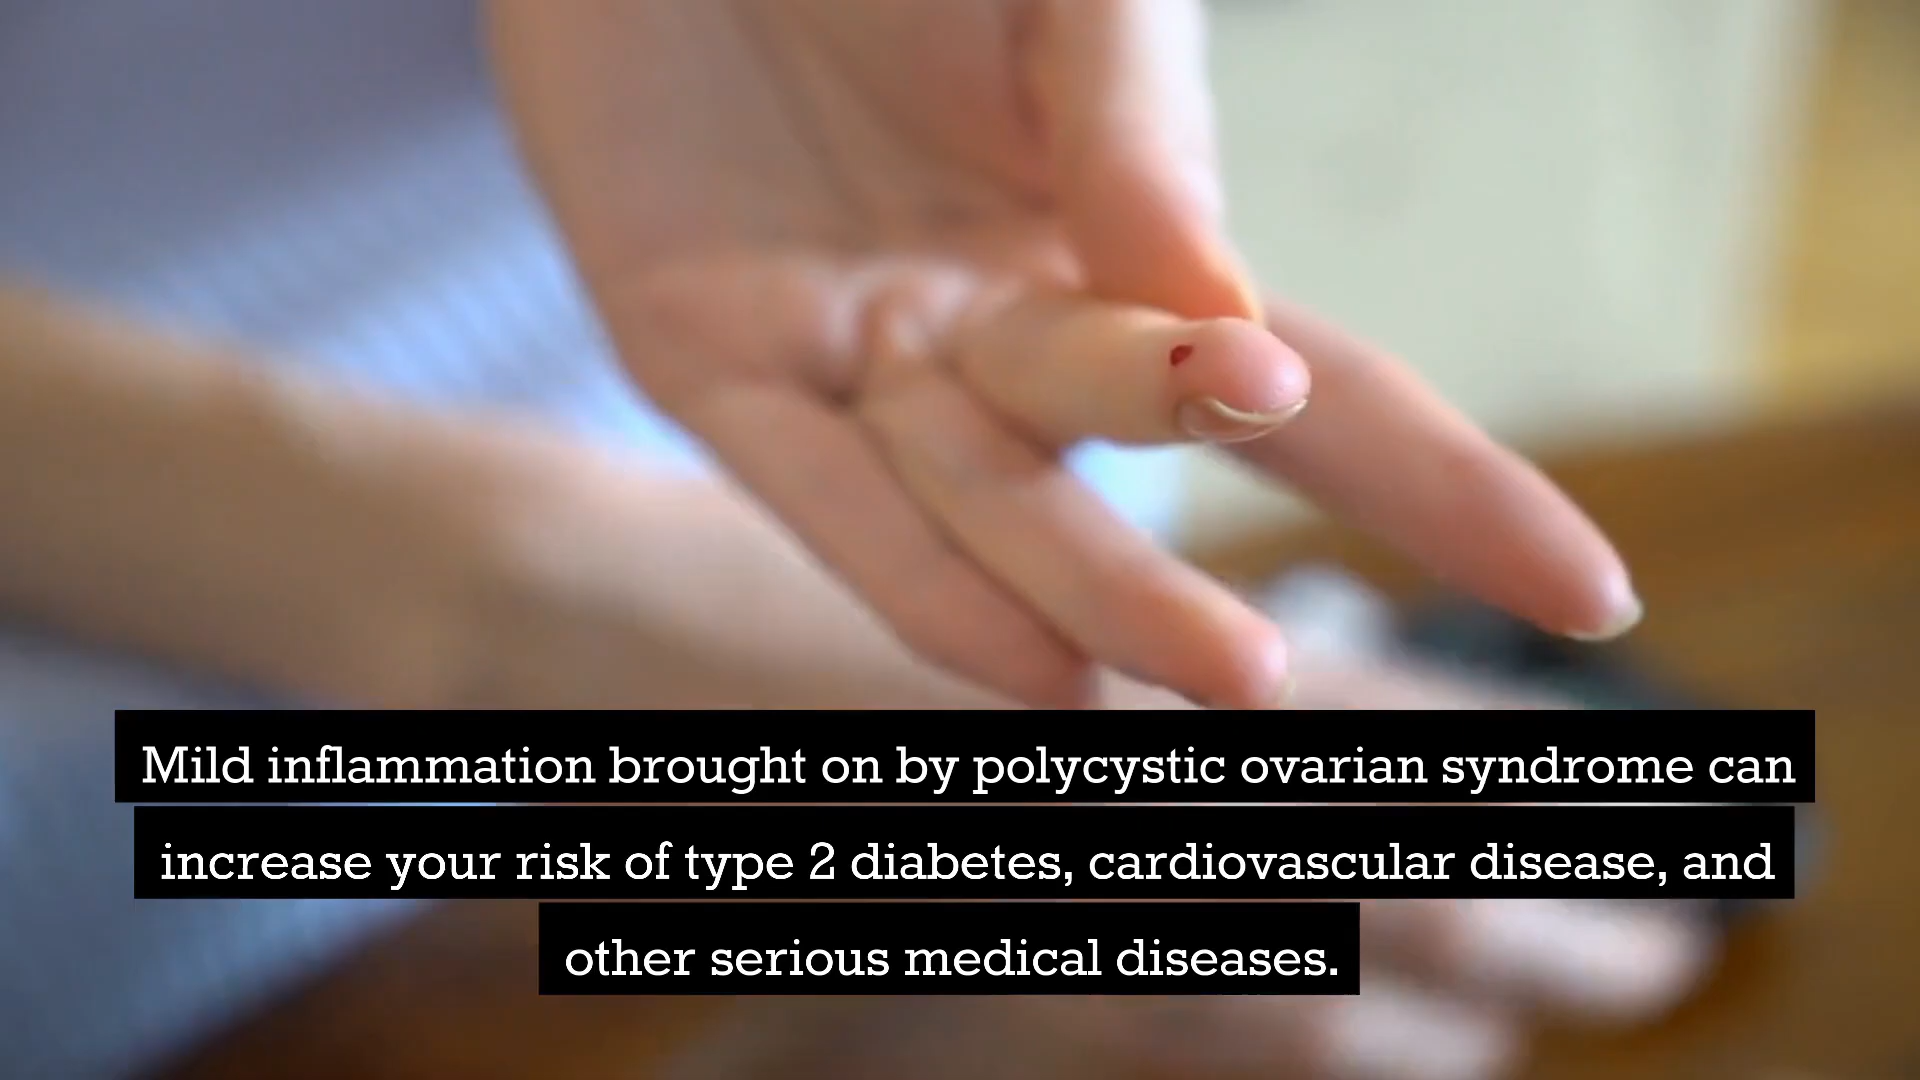 Mild inflammation brought on by polycystic ovarian syndrome can
increase your risk of type 2 diabetes, cardiovascular disease, and
other serious medical diseases.